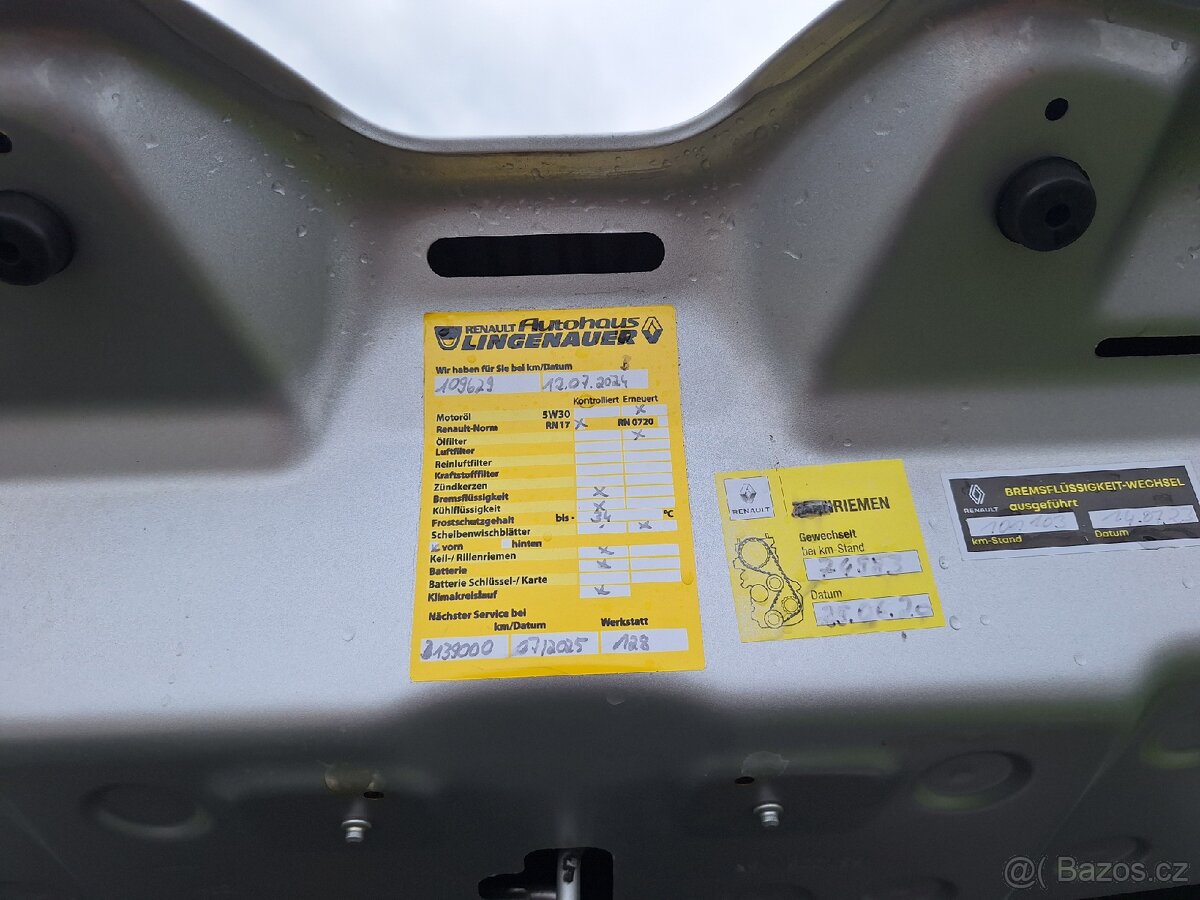 RENAULT Autohaus
LINGENAUER
Wir haben für Sie bei km/Datum
109629 12.07.2024
Kontrolliert Erneuert
Motoröl 5W30 x
Renault-Norm RN17 x RN 0720
Ölfilter x
Luftfilter
Reinluftfilter
Kraftstofffilter
Zündkerzen
Bremsflüssigkeit x
Kühlflüssigkeit x
Frostschutzgehalt bis - 34 °C
Scheibenwischblätter x
x vorn hinten
Keil-/ Rillenriemen x
Batterie x
Batterie Schlüssel-/ Karte
Klimakreislauf x
Nächster Service bei
km/Datum Werkstatt
139000 07/2025 128
RENAULT
RIEMEN
Gewechselt
bei km-Stand
Datum
RENAULT
BREMSFLÜSSIGKEIT-WECHSEL
ausgeführt
km-Stand Datum
@( Bazos.cz